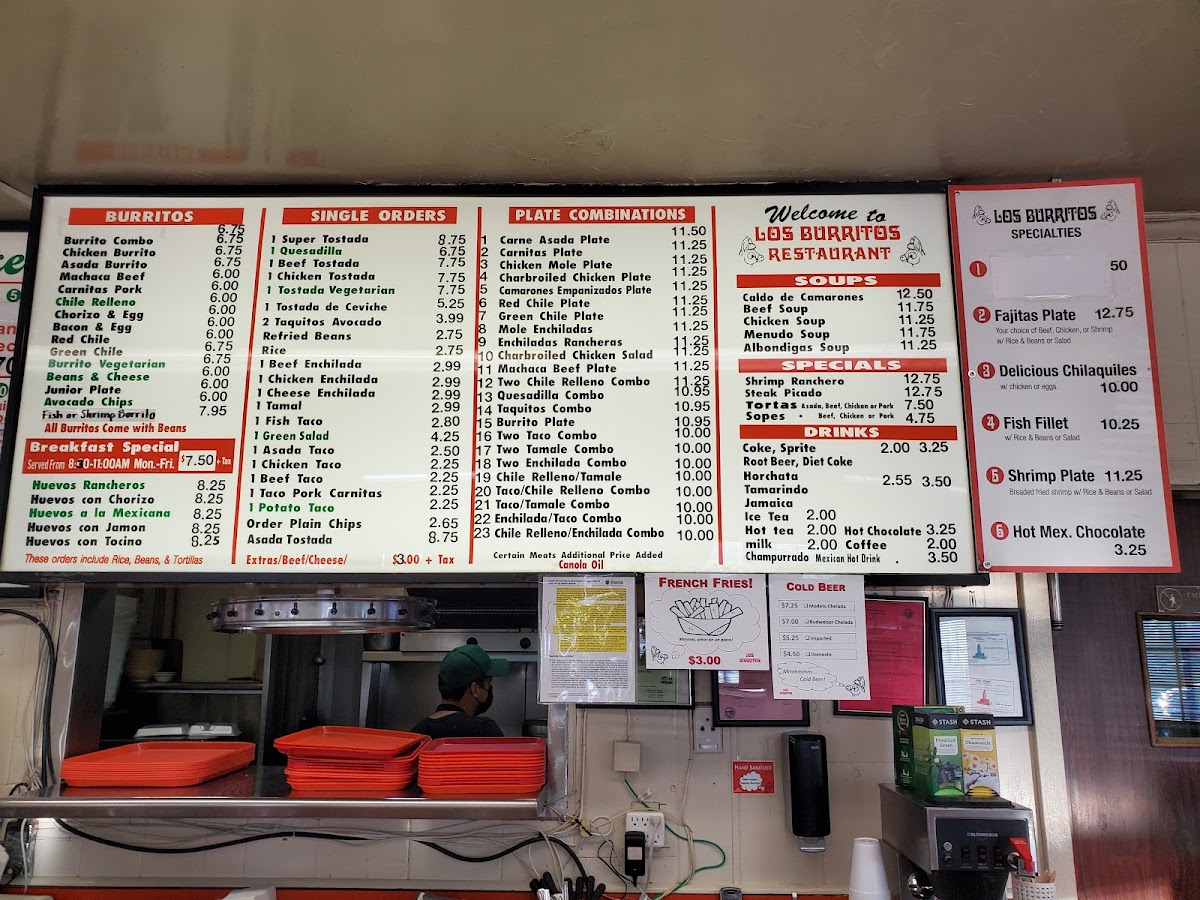 BURRITOS
6.75
Burrito Combo 6.75
Chicken Burrito 6.75
Asada Burrito 6.75
Machaca Beef 6.00
Carnitas Pork 6.00
Chile Relleno 6.00
Chorizo & Egg 6.00
Bacon & Egg 6.00
Red Chile 6.00
Green Chile 6.75
Burrito Vegetarian 6.75
Beans & Cheese 6.00
Junior Plate 6.00
Avocado Chips 6.00
Fish or Shrimp Burrito 7.95
All Burritos Come with Beans
Breakfast Special
Served From 8:30-11:00AM Mon.-Fri. $7.50 + Tax
Huevos Rancheros 8.25
Huevos con Chorizo 8.25
Huevos a la Mexicana 8.25
Huevos con Jamon 8.25
Huevos con Tocino 8.25
These orders include Rice, Beans, & Tortillas
SINGLE ORDERS
1 Super Tostada 8.75
1 Quesadilla 6.75
1 Beef Tostada 7.75
1 Chicken Tostada 7.75
1 Tostada Vegetarian 7.75
1 Tostada de Ceviche 5.25
2 Taquitos Avocado 3.99
Refried Beans 2.75
Rice 2.75
1 Beef Enchilada 2.99
1 Chicken Enchilada 2.99
1 Cheese Enchilada 2.99
1 Tamal 2.99
1 Fish Taco 2.80
1 Green Salad 4.25
1 Asada Taco 2.50
1 Chicken Taco 2.25
1 Beef Taco 2.25
1 Taco Pork Carnitas 2.25
1 Potato Taco 2.25
Order Plain Chips 2.65
Asada Tostada 8.75
Extras/Beef/Cheese/ $3.00 + Tax
PLATE COMBINATIONS
1 Carne Asada Plate 11.50
2 Carnitas Plate 11.25
3 Chicken Mole Plate 11.25
4 Charbroiled Chicken Plate 11.25
5 Camarones Empanizados Plate 11.25
6 Red Chile Plate 11.25
7 Green Chile Plate 11.25
8 Mole Enchiladas 11.25
9 Enchiladas Rancheras 11.25
10 Charbroiled Chicken Salad 11.25
11 Machaca Beef Plate 11.25
12 Two Chile Relleno Combo 11.25
13 Quesadilla Combo 10.95
14 Taquitos Combo 10.95
15 Burrito Plate 10.95
16 Two Taco Combo 10.00
17 Two Tamale Combo 10.00
18 Two Enchilada Combo 10.00
19 Chile Relleno/Tamale 10.00
20 Taco/Chile Relleno Combo 10.00
21 Taco/Tamale Combo 10.00
22 Enchilada/Taco Combo 10.00
23 Chile Relleno/Enchilada Combo 10.00
Certain Meats Additional Price Added
Canola Oil
Welcome to
LOS BURRITOS
RESTAURANT
SOUPS
Caldo de Camarones 12.50
Beef Soup 11.75
Chicken Soup 11.25
Menudo Soup 11.75
Albondigas Soup 11.25
SPECIALS
Shrimp Ranchero 12.75
Steak Picado 12.75
Tortas Asada, Beef, Chicken or Pork 7.50
Sopes - Beef, Chicken or Pork 4.75
DRINKS
Coke, Sprite 2.00 3.25
Root Beer, Diet Coke
Horchata 2.55 3.50
Tamarindo
Jamaica
Ice Tea 2.00
Hot tea 2.00 Hot Chocolate 3.25
milk 2.00 Coffee 2.00
Champurrado Mexican Hot Drink . 3.50
LOS BURRITOS
SPECIALTIES
1 50
2 Fajitas Plate 12.75
Your choice of Beef, Chicken, or Shrimp
w/ Rice & Beans or Salad
3 Delicious Chilaquiles
w/ chicken or eggs. 10.00
4 Fish Fillet 10.25
w/ Rice & Beans or Salad
5 Shrimp Plate 11.25
Breaded fried shrimp w/ Rice & Beans or Salad
6 Hot Mex. Chocolate
3.25
FRENCH FRIES!
Mmmm, amor en un plato!
$3.00
LOS BURRITOS
COLD BEER
$7.25 Modelo Chelada
$7.00 Budweiser Chelada
$5.25 Imported
$4.50 Domestic
Mmmmmm
Cold Beer!
HAND SANITIZER
STASH
STASH
Premium Green
Chamomile
BLOOMFIELD